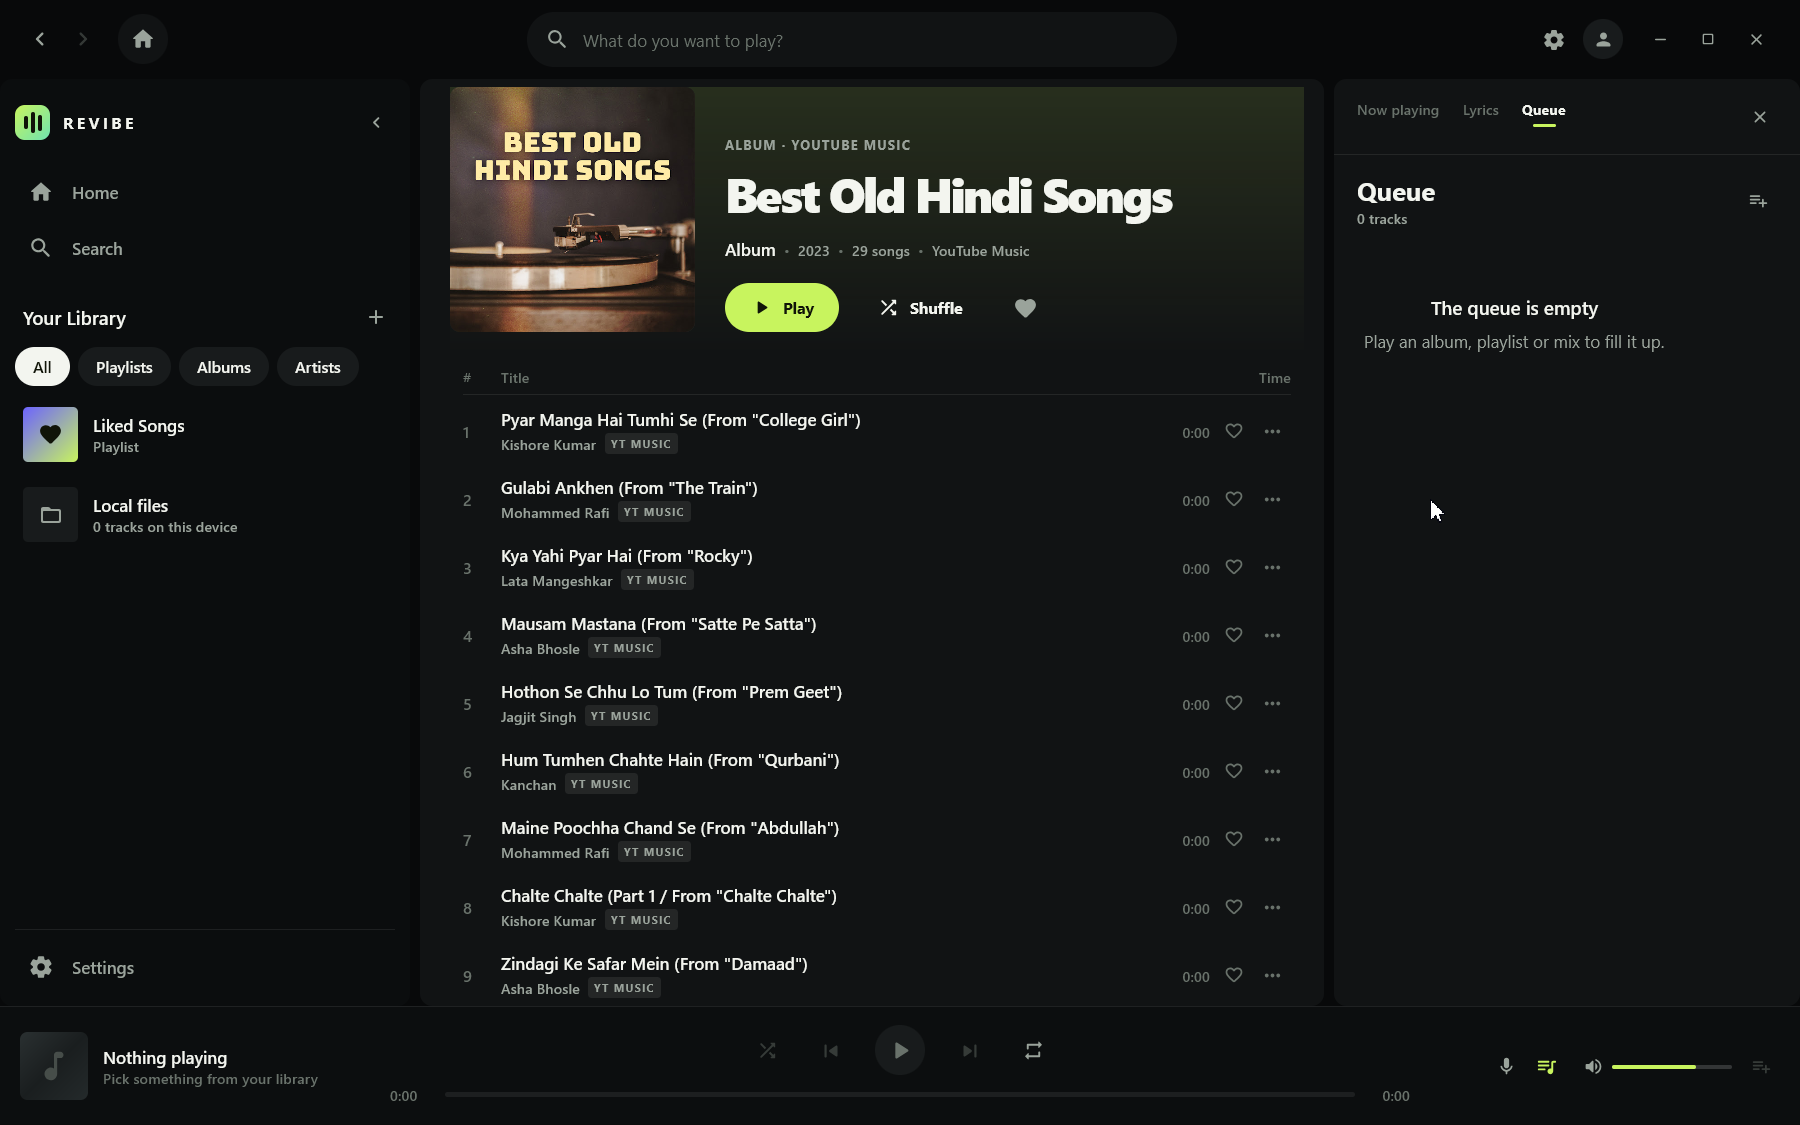 What do you want to play?
REVIBE
Home
Search
Your Library
All
Playlists
Albums
Artists
Liked Songs
Playlist
Local files
0 tracks on this device
Settings
BEST OLD
HINDI SONGS
ALBUM · YOUTUBE MUSIC
Best Old Hindi Songs
Album • 2023 • 29 songs • YouTube Music
Play
Shuffle
# Title Time
1 Pyar Manga Hai Tumhi Se (From "College Girl") 0:00
Kishore Kumar YT MUSIC
2 Gulabi Ankhen (From "The Train") 0:00
Mohammed Rafi YT MUSIC
3 Kya Yahi Pyar Hai (From "Rocky") 0:00
Lata Mangeshkar YT MUSIC
4 Mausam Mastana (From "Satte Pe Satta") 0:00
Asha Bhosle YT MUSIC
5 Hothon Se Chhu Lo Tum (From "Prem Geet") 0:00
Jagjit Singh YT MUSIC
6 Hum Tumhen Chahte Hain (From "Qurbani") 0:00
Kanchan YT MUSIC
7 Maine Poochha Chand Se (From "Abdullah") 0:00
Mohammed Rafi YT MUSIC
8 Chalte Chalte (Part 1 / From "Chalte Chalte") 0:00
Kishore Kumar YT MUSIC
9 Zindagi Ke Safar Mein (From "Damaad") 0:00
Asha Bhosle YT MUSIC
Now playing
Lyrics
Queue
Queue
0 tracks
The queue is empty
Play an album, playlist or mix to fill it up.
Nothing playing
Pick something from your library
0:00
0:00